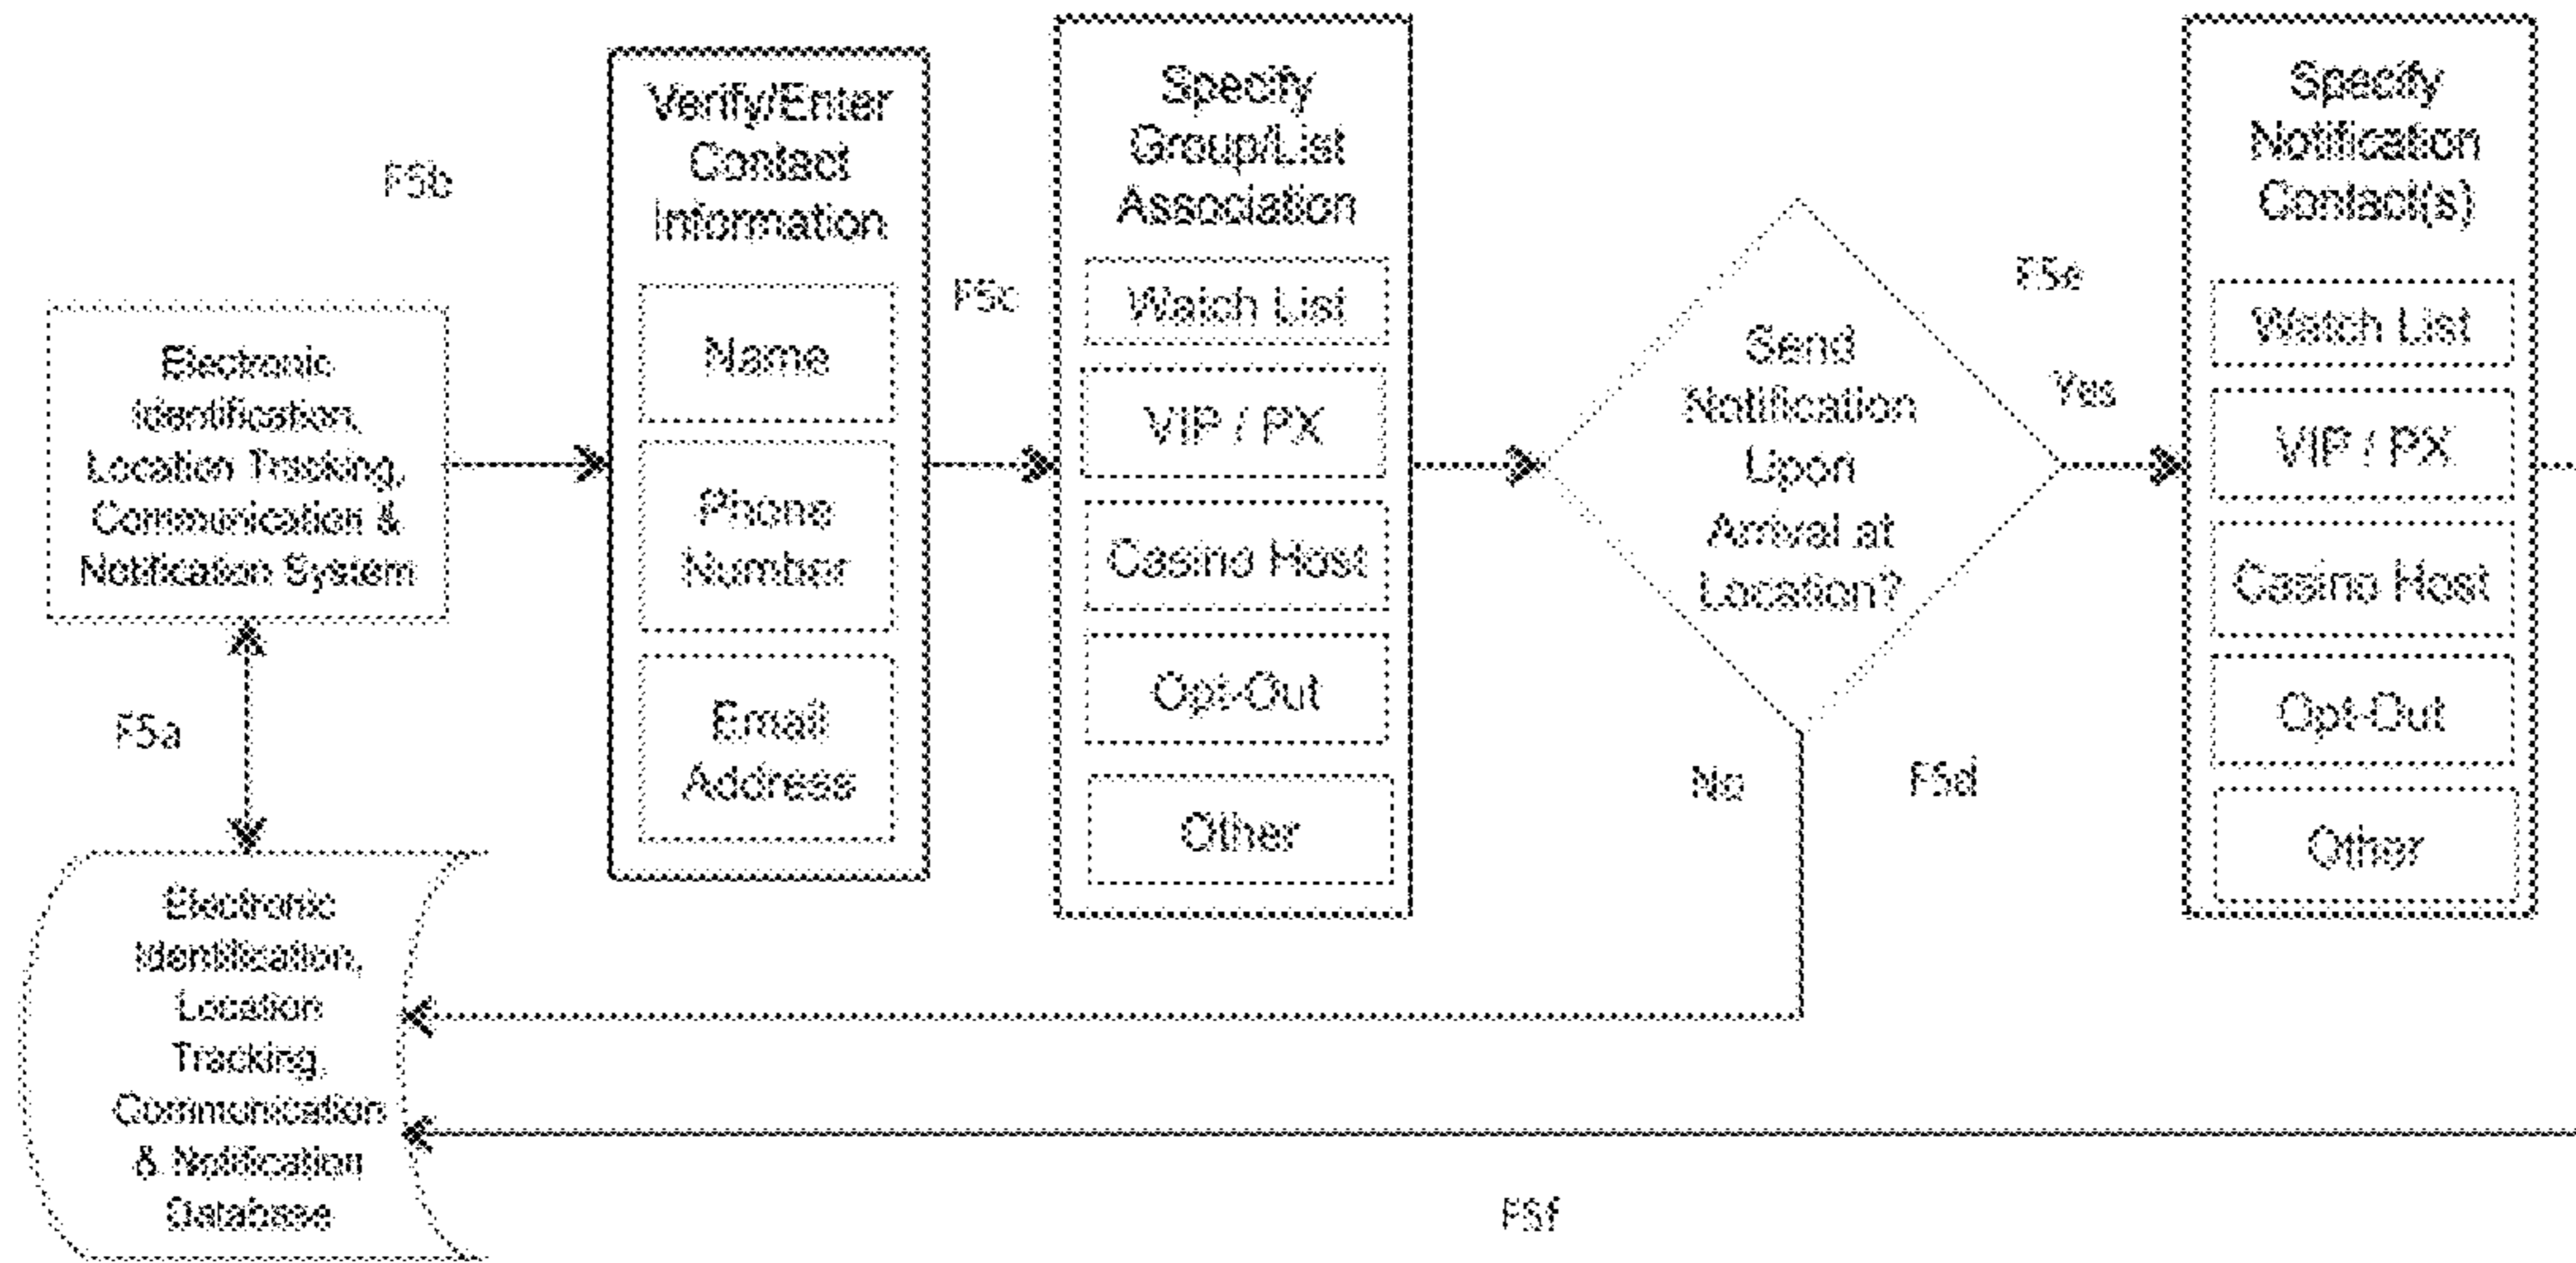 F5b
Electronic
Identification,
Location Tracking,
Communication &
Notification System
F5a
Electronic
Identification,
Location
Tracking,
Communication
& Notification
Database
Verify/Enter
Contact
Information
Name
Phone
Number
Email
Address
F5c
Specify
Group/List
Association
Watch List
VIP / PX
Casino Host
Opt-Out
Other
Send
Notification
Upon
Arrival at
Location?
F5e
Yes
No
F5d
Specify
Notification
Contact(s)
Watch List
VIP / PX
Casino Host
Opt-Out
Other
F5f